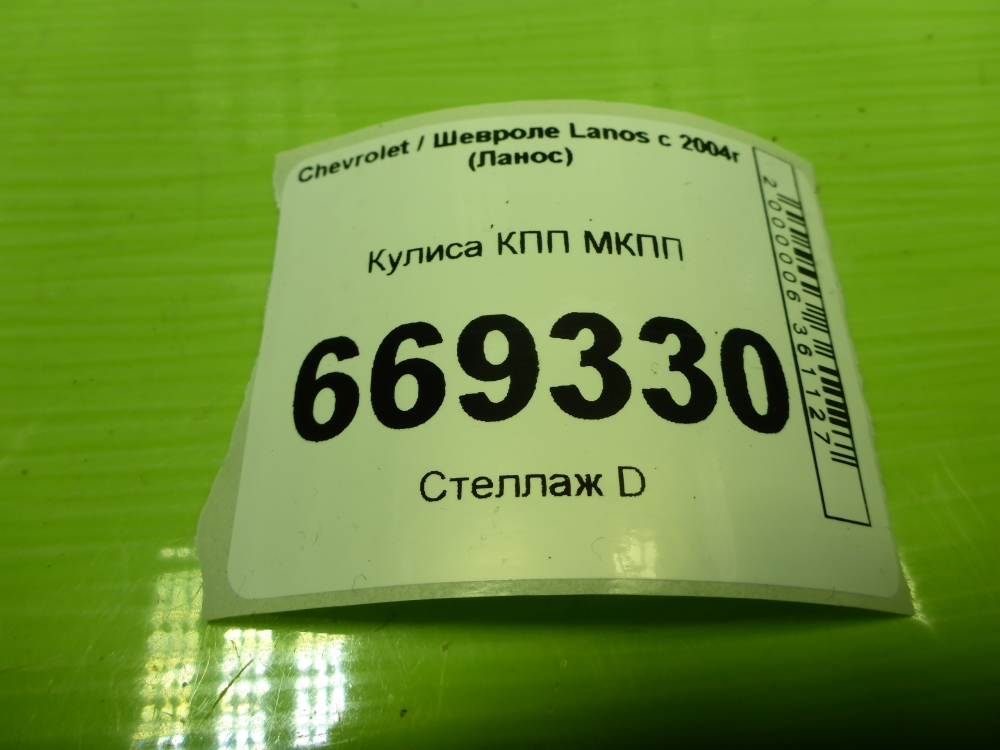 Chevrolet / Шевроле Lanos с 2004г
(Ланос)
Кулиса КПП МКПП
669330
Стеллаж D
2000006361127